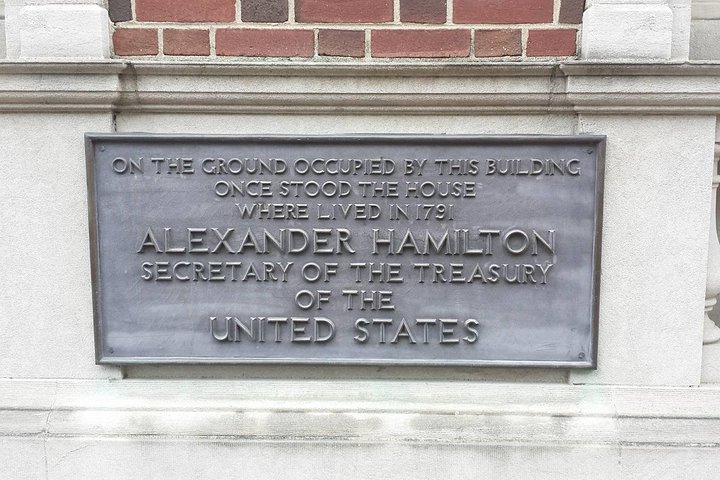 ON THE GROUND OCCUPIED BY THIS BUILDING
ONCE STOOD THE HOUSE
WHERE LIVED IN 1791
ALEXANDER HAMILTON
SECRETARY OF THE TREASURY
OF THE
UNITED STATES